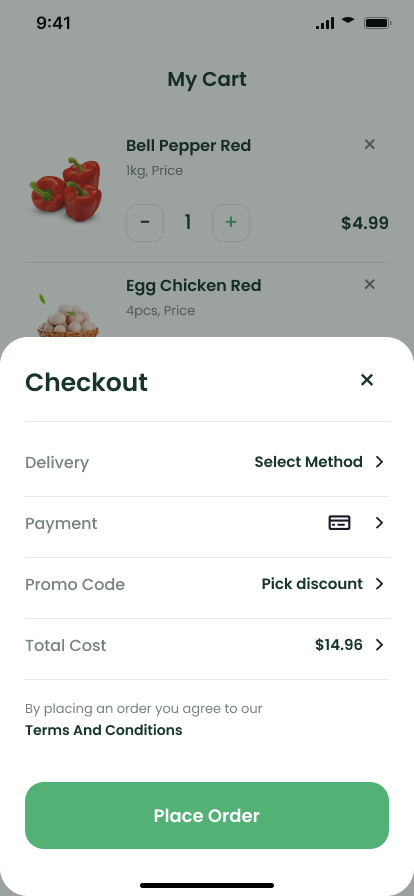 9:41
My Cart
Bell Pepper Red
1kg, Price
- 1 + $4.99
Egg Chicken Red
4pcs, Price
Checkout
Delivery Select Method
Payment
Promo Code Pick discount
Total Cost $14.96
By placing an order you agree to our
Terms And Conditions
Place Order